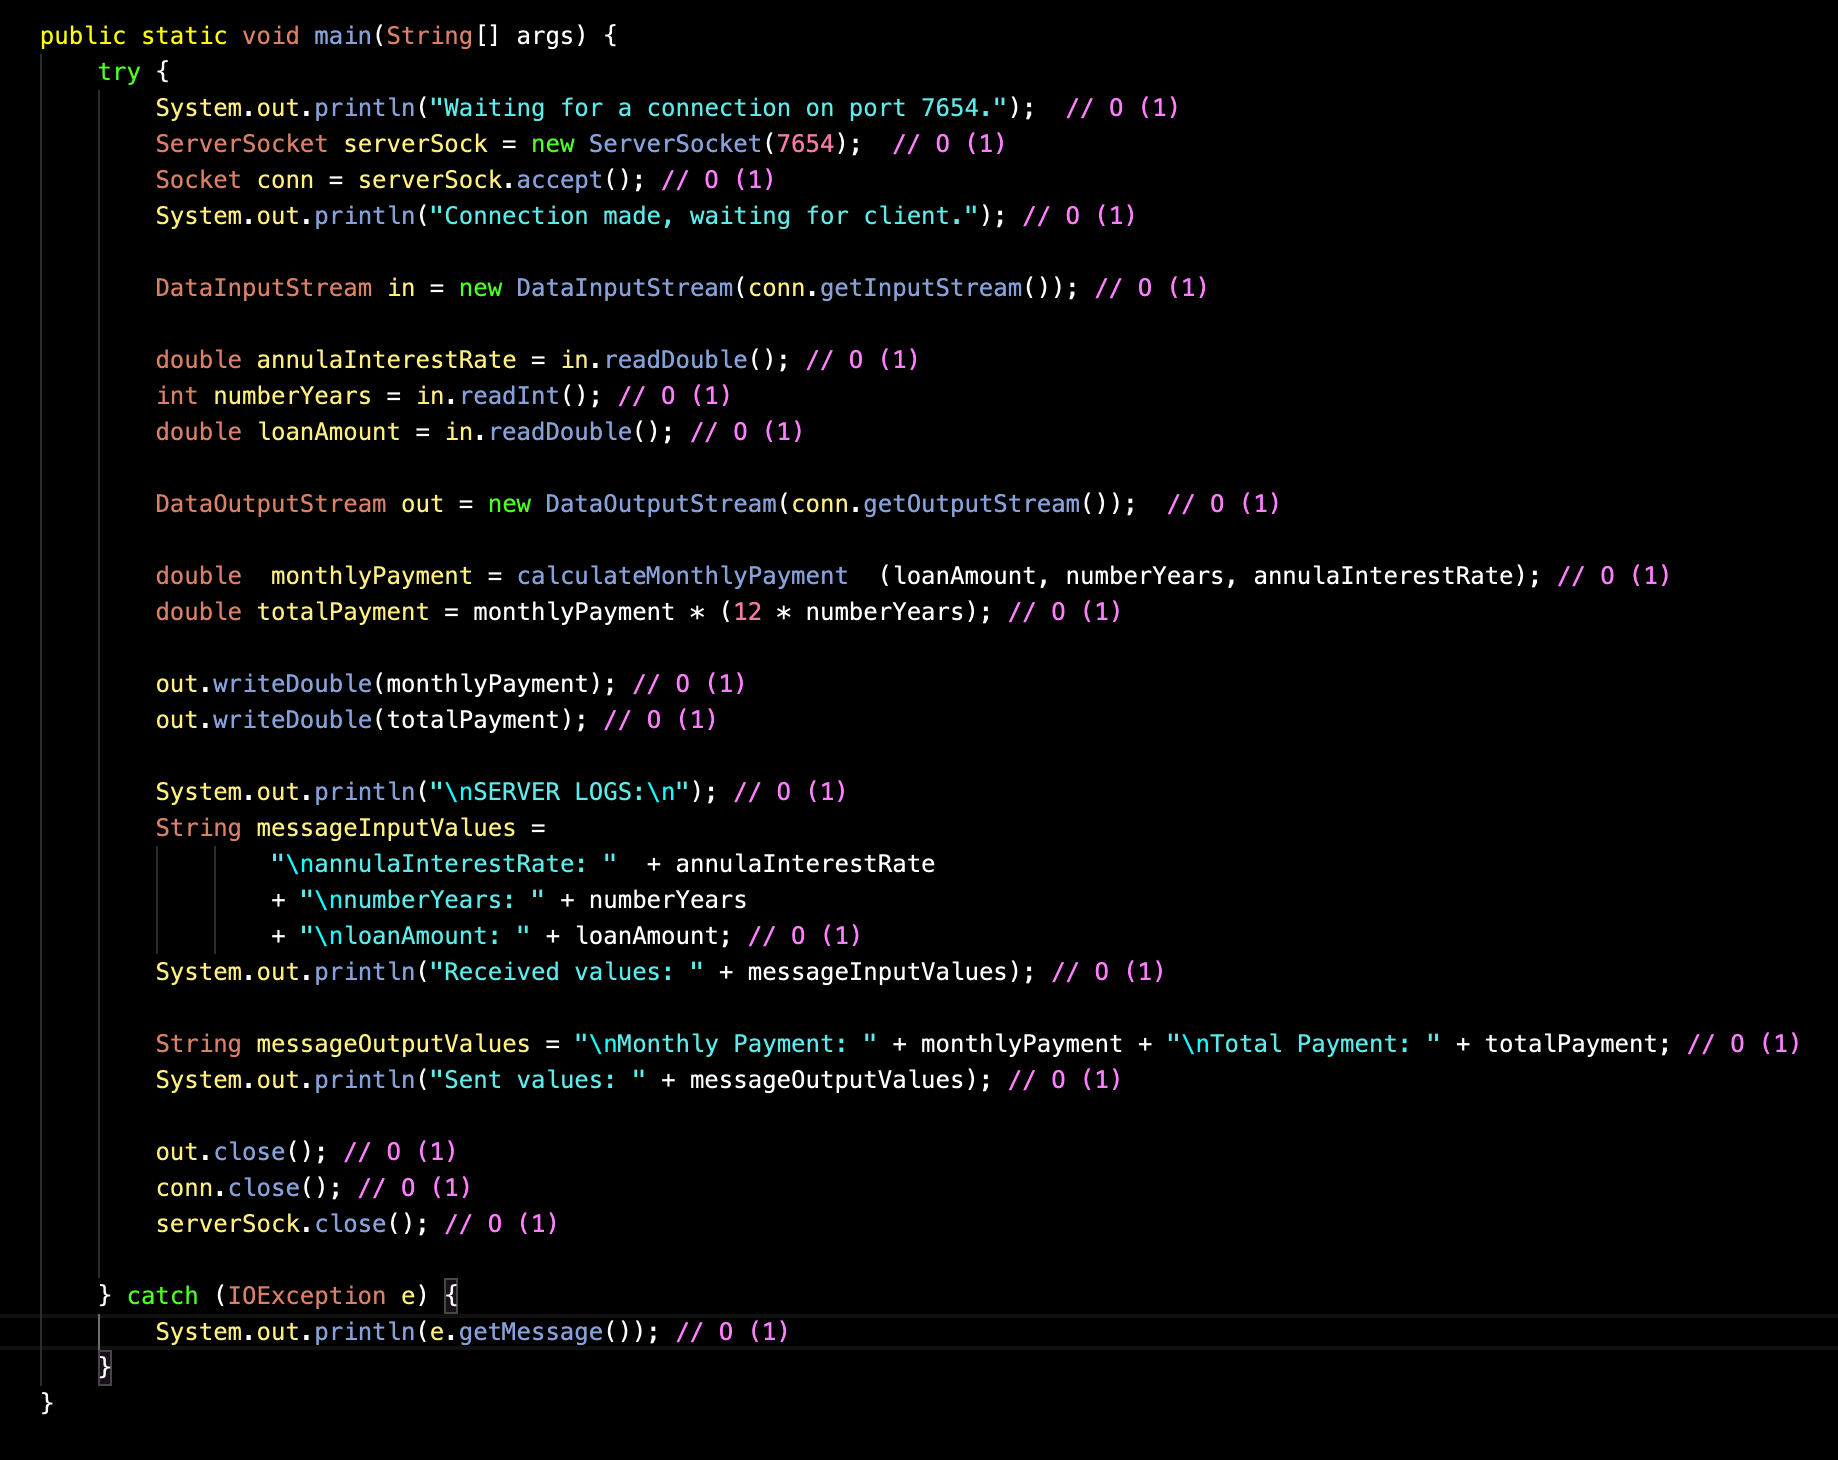 public static void main(String[] args) {
try {
System.out.println("Waiting for a connection on port 7654.");  // O (1)
ServerSocket serverSock = new ServerSocket(7654);  // O (1)
Socket conn = serverSock.accept(); // O (1)
System.out.println("Connection made, waiting for client."); // O (1)
DataInputStream in = new DataInputStream(conn.getInputStream()); // O (1)
double annulaInterestRate = in.readDouble(); // O (1)
int numberYears = in.readInt(); // O (1)
double loanAmount = in.readDouble(); // O (1)
DataOutputStream out = new DataOutputStream(conn.getOutputStream());  // O (1)
double  monthlyPayment = calculateMonthlyPayment  (loanAmount, numberYears, annulaInterestRate); // O (1)
double totalPayment = monthlyPayment * (12 * numberYears); // O (1)
out.writeDouble(monthlyPayment); // O (1)
out.writeDouble(totalPayment); // O (1)
System.out.println("\nSERVER LOGS:\n"); // O (1)
String messageInputValues =
"\nannulaInterestRate: "  + annulaInterestRate
+ "\nnumberYears: " + numberYears
+ "\nloanAmount: " + loanAmount; // O (1)
System.out.println("Received values: " + messageInputValues); // O (1)
String messageOutputValues = "\nMonthly Payment: " + monthlyPayment + "\nTotal Payment: " + totalPayment; // O (1)
System.out.println("Sent values: " + messageOutputValues); // O (1)
out.close(); // O (1)
conn.close(); // O (1)
serverSock.close(); // O (1)
} catch (IOException e) {
System.out.println(e.getMessage()); // O (1)
}
}